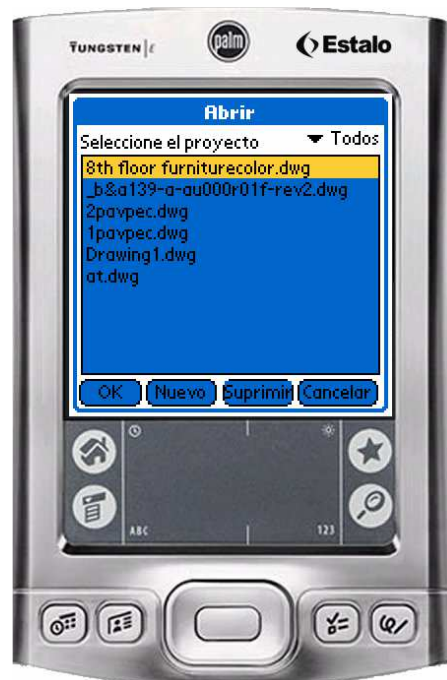 TUNGSTEN | E
palm
Estalo
Abrir
Seleccione el proyecto
Todos
8th floor furniturecolor.dwg
_b&a139-a-au000r01f-rev2.dwg
2pavpec.dwg
1pavpec.dwg
Drawing1.dwg
at.dwg
OK
Nuevo
Suprimir
Cancelar
ABC
123